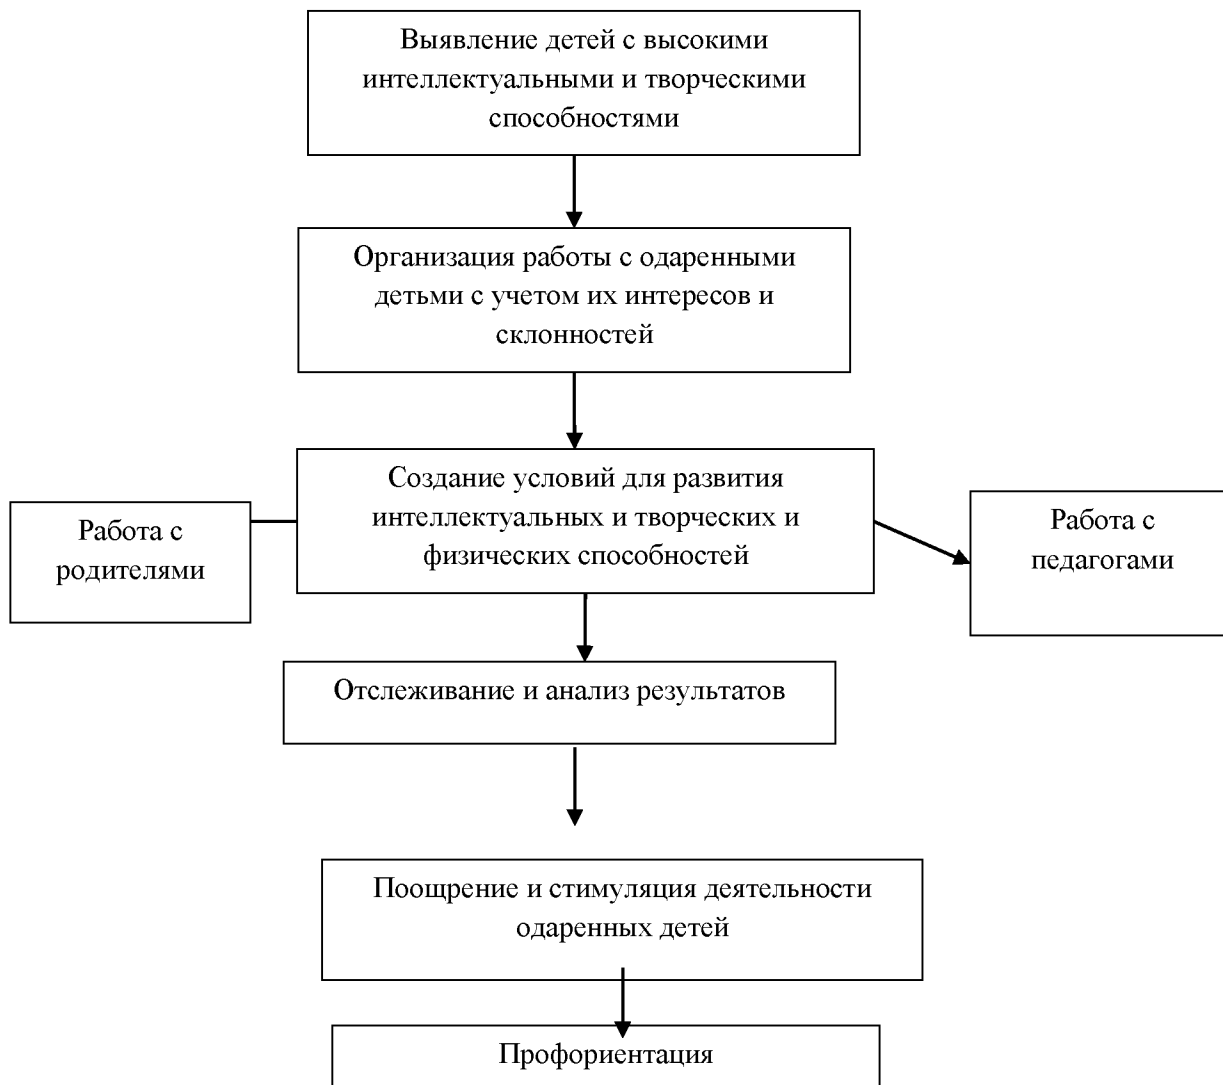 Выявление детей с высокими
интеллектуальными и творческими
способностями
Организация работы с одаренными
детьми с учетом их интересов и
склонностей
Создание условий для развития
интеллектуальных и творческих и
физических способностей
Работа с
родителями
Работа с
педагогами
Отслеживание и анализ результатов
Поощрение и стимуляция деятельности
одаренных детей
Профориентация